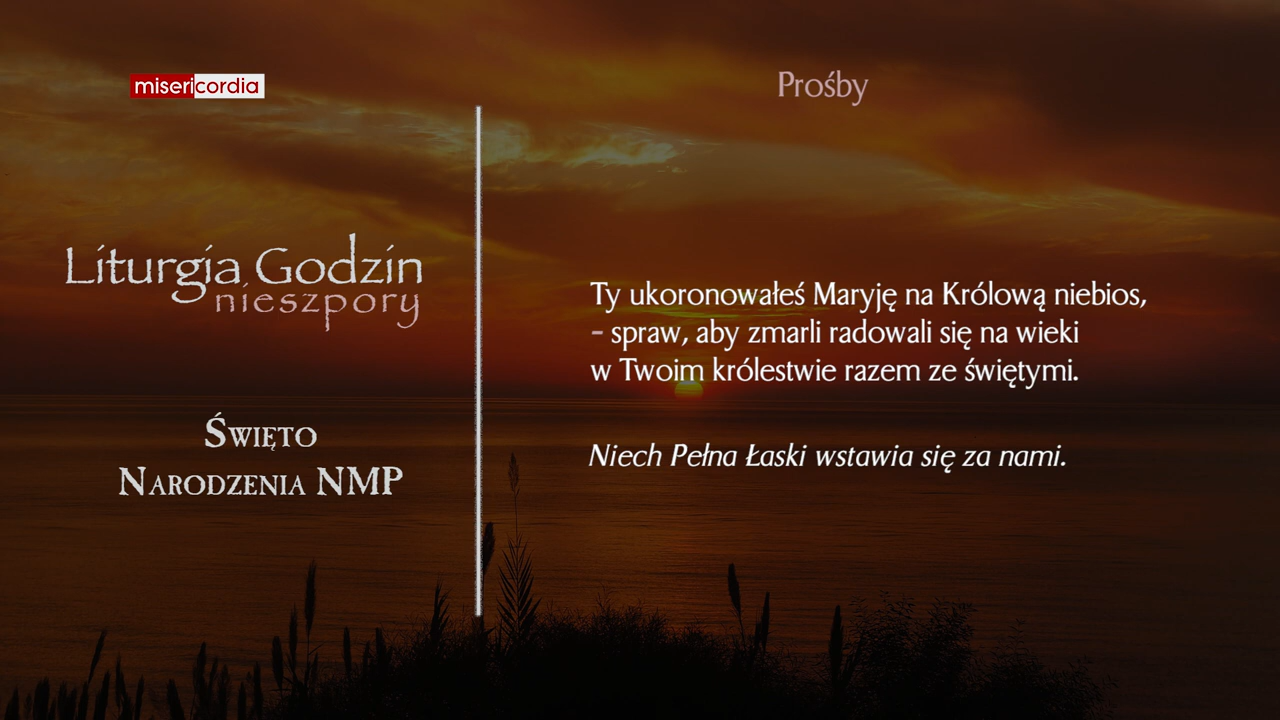 misericordia
Prośby
Liturgia Godzin
nieszpory
Święto
Narodzenia NMP
Ty ukoronowałeś Maryję na Królową niebios,
- spraw, aby zmarli radowali się na wieki
w Twoim królestwie razem ze świętymi.
Niech Pełna Łaski wstawia się za nami.